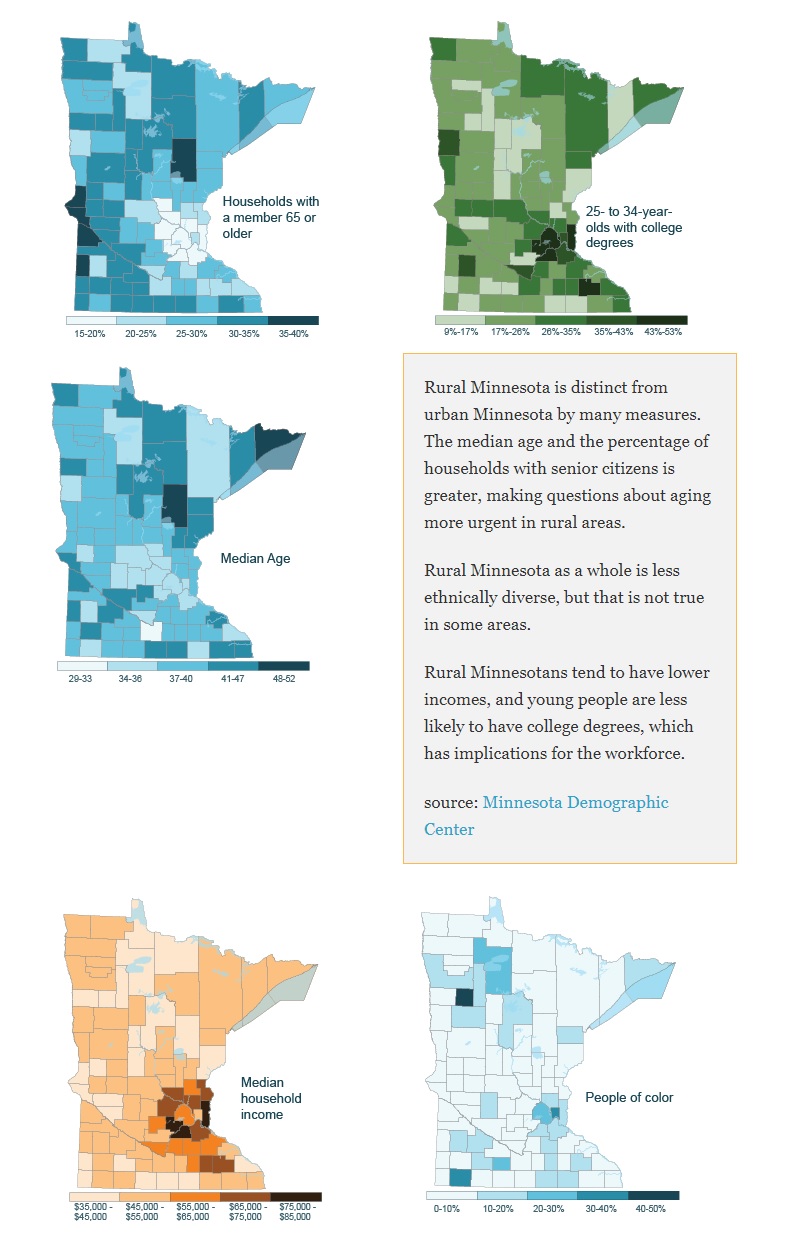 Households with
a member 65 or
older
15-20% 20-25% 25-30% 30-35% 35-40%
25- to 34-year-
olds with college
degrees
9%-17% 17%-26% 26%-35% 35%-43% 43%-53%
Median Age
29-33 34-36 37-40 41-47 48-52
Rural Minnesota is distinct from
urban Minnesota by many measures.
The median age and the percentage of
households with senior citizens is
greater, making questions about aging
more urgent in rural areas.
Rural Minnesota as a whole is less
ethnically diverse, but that is not true
in some areas.
Rural Minnesotans tend to have lower
incomes, and young people are less
likely to have college degrees, which
has implications for the workforce.
source: Minnesota Demographic
Center
Median
household
income
$35,000 - $45,000 - $55,000 - $65,000 - $75,000 -
$45,000 $55,000 $65,000 $75,000 $85,000
People of color
0-10% 10-20% 20-30% 30-40% 40-50%